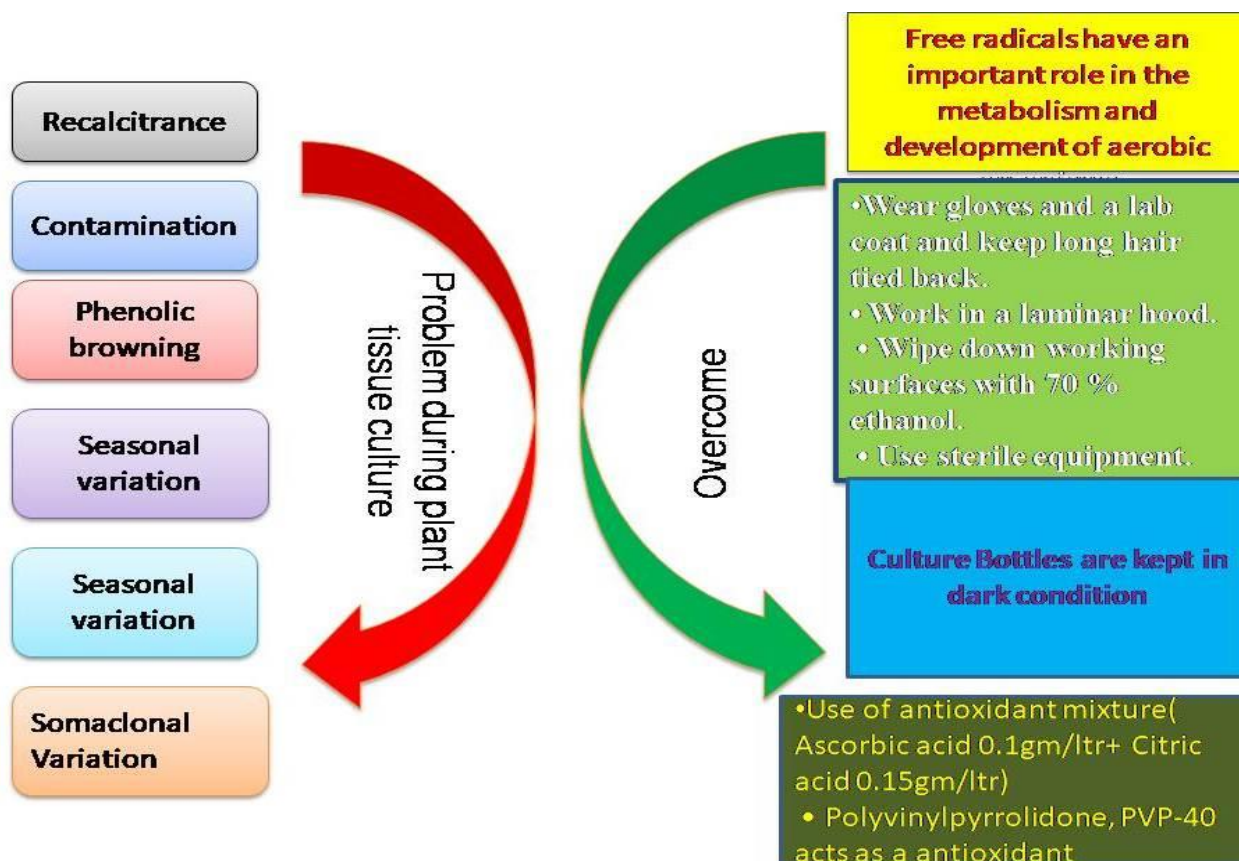 Recalcitrance
Contamination
Phenolic
browning
Seasonal
variation
Seasonal
variation
Somaclonal
Variation
Problem during plant
tissue culture
Overcome
Free radicals have an
important role in the
metabolism and
development of aerobic
•Wear gloves and a lab
coat and keep long hair
tied back.
• Work in a laminar hood.
• Wipe down working
surfaces with 70 %
ethanol.
• Use sterile equipment.
Culture Bottles are kept in
dark condition
•Use of antioxidant mixture(
Ascorbic acid 0.1gm/ltr+ Citric
acid 0.15gm/ltr)
• Polyvinylpyrrolidone, PVP-40
acts as a antioxidant